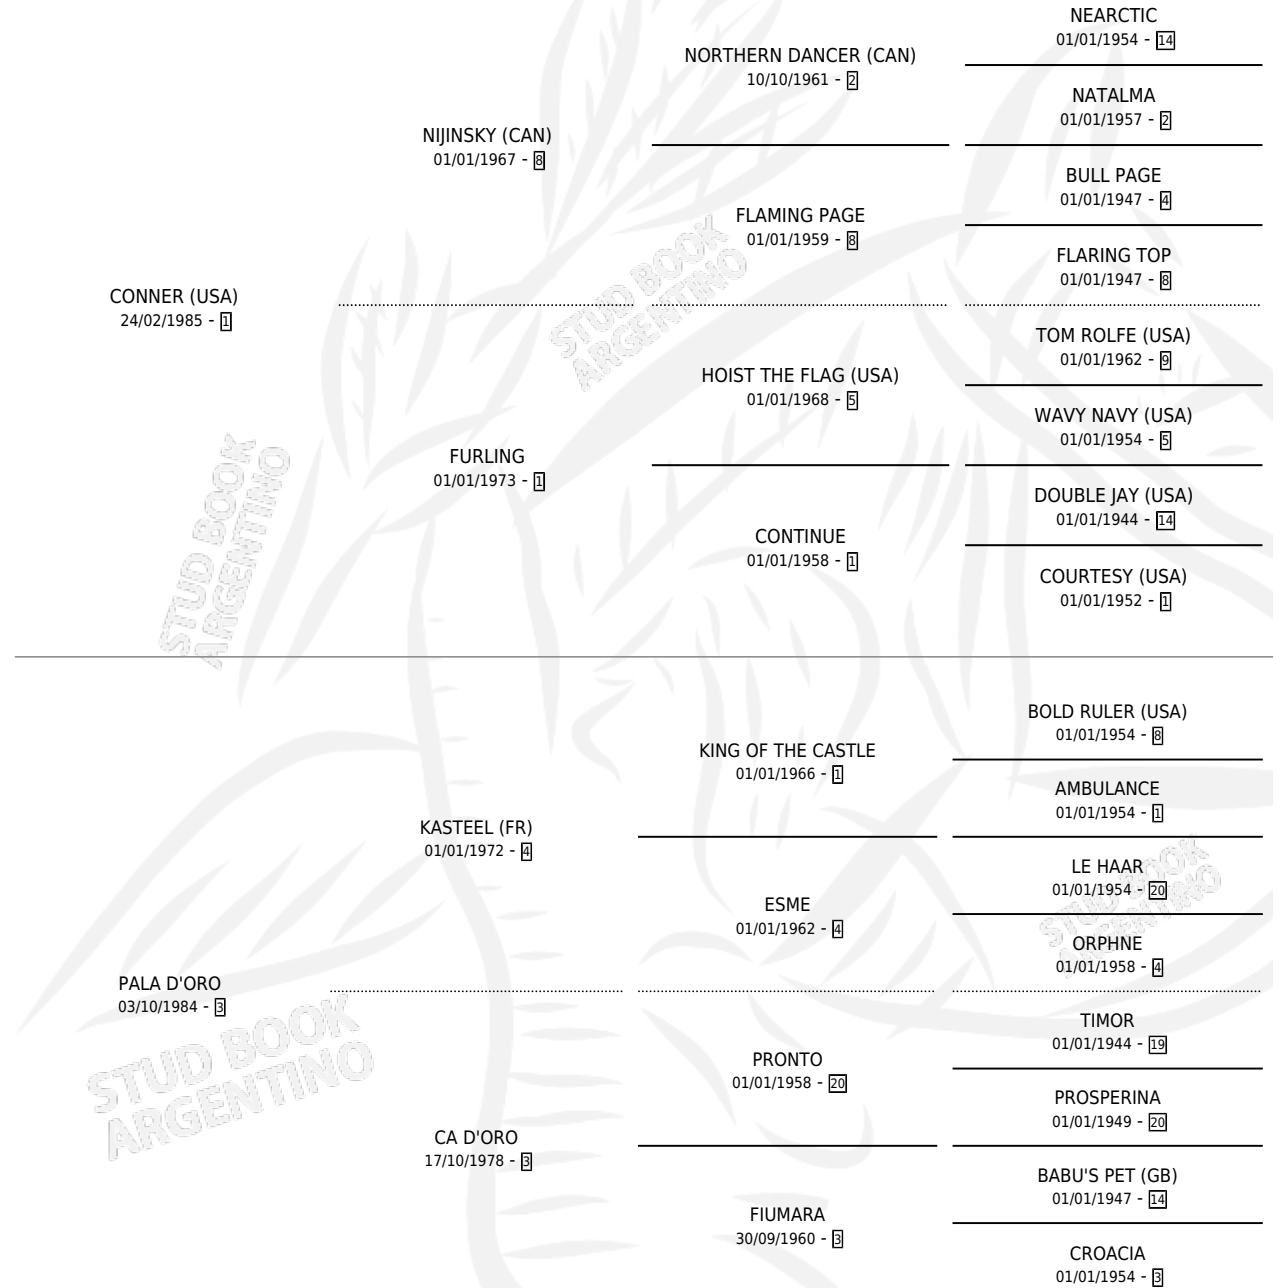 NEARCTIC
01/01/1954 - 14
NORTHERN DANCER (CAN)
10/10/1961 - 2
NATALMA
01/01/1957 - 2
NIJINSKY (CAN)
01/01/1967 - 8
BULL PAGE
01/01/1947 - 4
FLAMING PAGE
01/01/1959 - 8
FLARING TOP
01/01/1947 - 8
STUD BOOK
ARGENTINO
CONNER (USA)
24/02/1985 - 1
TOM ROLFE (USA)
01/01/1962 - 9
HOIST THE FLAG (USA)
01/01/1968 - 5
WAVY NAVY (USA)
01/01/1954 - 5
FURLING
01/01/1973 - 1
DOUBLE JAY (USA)
01/01/1944 - 14
CONTINUE
01/01/1958 - 1
COURTESY (USA)
01/01/1952 - 1
STUD BOOK
ARGENTINO
BOLD RULER (USA)
01/01/1954 - 8
KING OF THE CASTLE
01/01/1966 - 1
AMBULANCE
01/01/1954 - 1
KASTEEL (FR)
01/01/1972 - 4
LE HAAR
01/01/1954 - 20
ESME
01/01/1962 - 4
ORPHNE
01/01/1958 - 4
STUD BOOK
ARGENTINO
PALA D'ORO
03/10/1984 - 3
TIMOR
01/01/1944 - 19
PRONTO
01/01/1958 - 20
PROSPERINA
01/01/1949 - 20
STUD BOOK
ARGENTINO
CA D'ORO
17/10/1978 - 3
BABU'S PET (GB)
01/01/1947 - 14
FIUMARA
30/09/1960 - 3
CROACIA
01/01/1954 - 3